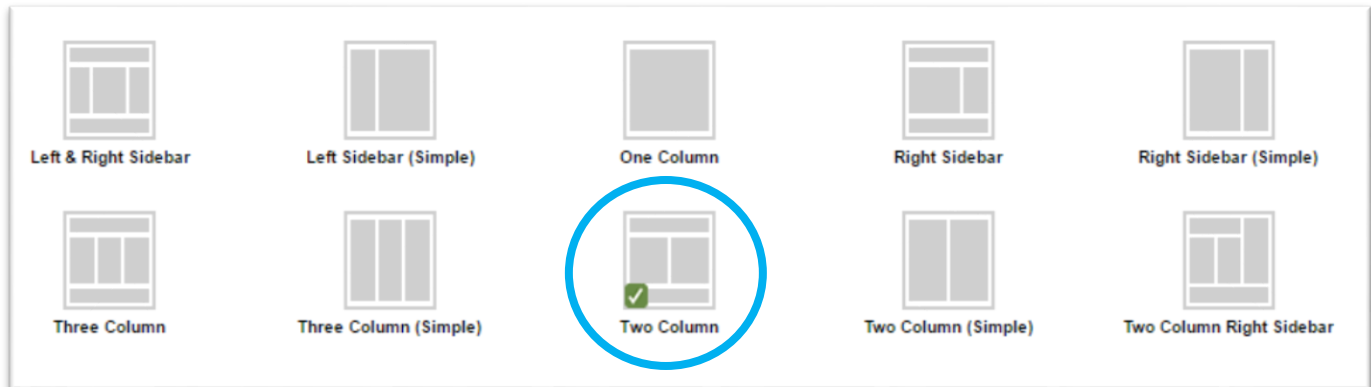 Left & Right Sidebar
Left Sidebar (Simple)
One Column
Right Sidebar
Right Sidebar (Simple)
Three Column
Three Column (Simple)
Two Column
Two Column (Simple)
Two Column Right Sidebar